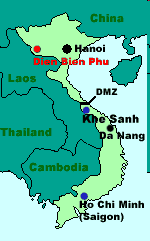 China
Hanoi
Dien Bien Phu
Laos
DMZ
Khe Sanh
Thailand
Da Nang
Cambodia
Ho Chi Minh
(Saigon)